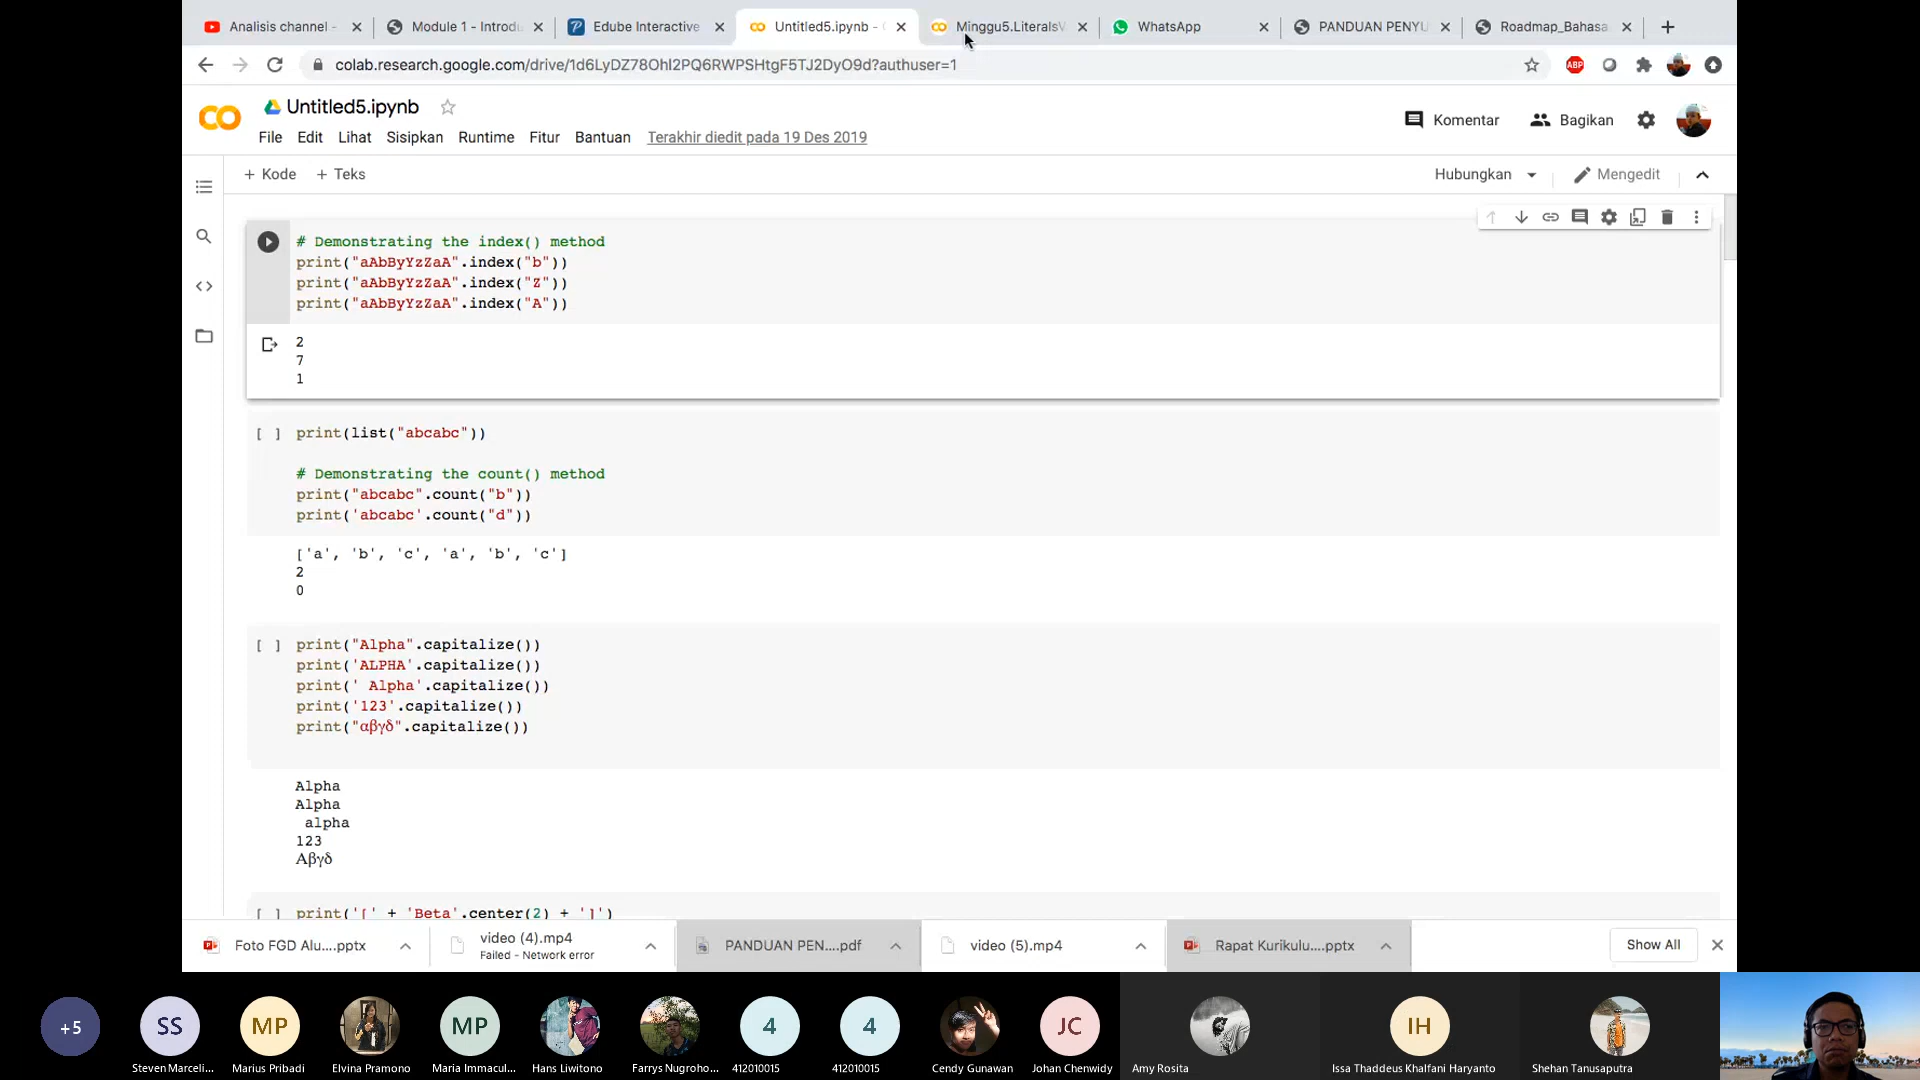 Analisis channel -
Module 1 - Introdu
Edube Interactive
Untitled5.ipynb - C
Minggu5.LiteralsV
WhatsApp
PANDUAN PENYU
Roadmap_Bahasa
colab.research.google.com/drive/1d6LyDZ78OhI2PQ6RWPSHtgF5TJ2DyO9d?authuser=1
ABP
CO
Untitled5.ipynb
Komentar
Bagikan
File Edit Lihat Sisipkan Runtime Fitur Bantuan Terakhir diedit pada 19 Des 2019
+ Kode + Teks
Hubungkan
Mengedit
# Demonstrating the index() method
print("aAbByYzZaA".index("b"))
print("aAbByYzZaA".index("Z"))
print("aAbByYzZaA".index("A"))
2
7
1
[ ] print(list("abcabc"))
# Demonstrating the count() method
print("abcabc".count("b"))
print('abcabc'.count("d"))
['a', 'b', 'c', 'a', 'b', 'c']
2
0
[ ] print("Alpha".capitalize())
print('ALPHA'.capitalize())
print(' Alpha'.capitalize())
print('123'.capitalize())
print("αβγδ".capitalize())
Alpha
Alpha
alpha
123
Αβγδ
[ ] print('[' + 'Beta'.center(2) + ']')
Foto FGD Alu....pptx
video (4).mp4
Failed - Network error
PANDUAN PEN....pdf
video (5).mp4
Rapat Kurikulu....pptx
Show All
+5
SS
MP
MP
4
4
JC
IH
Steven Marceli...
Marius Pribadi
Elvina Pramono
Maria Immacul...
Hans Liwitono
Farrys Nugroho...
412010015
412010015
Cendy Gunawan
Johan Chenwidy
Amy Rosita
Issa Thaddeus Khalfani Haryanto
Shehan Tanusaputra